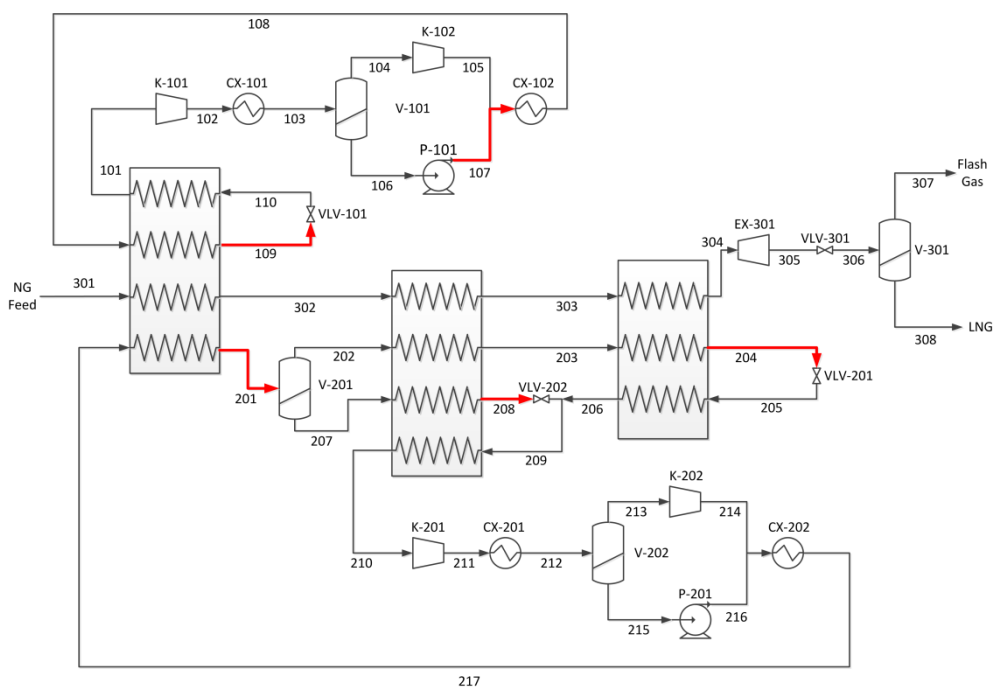 108
K-102
104
105
K-101
CX-101
CX-102
102
103
V-101
P-101
106
107
101
110
VLV-101
109
Flash
Gas
307
EX-301
VLV-301
304
305
306
V-301
NG
Feed
301
302
303
LNG
308
202
203
204
V-201
VLV-202
VLV-201
201
208
206
205
207
209
K-202
213
214
K-201
CX-201
CX-202
210
211
212
V-202
P-201
215
216
217